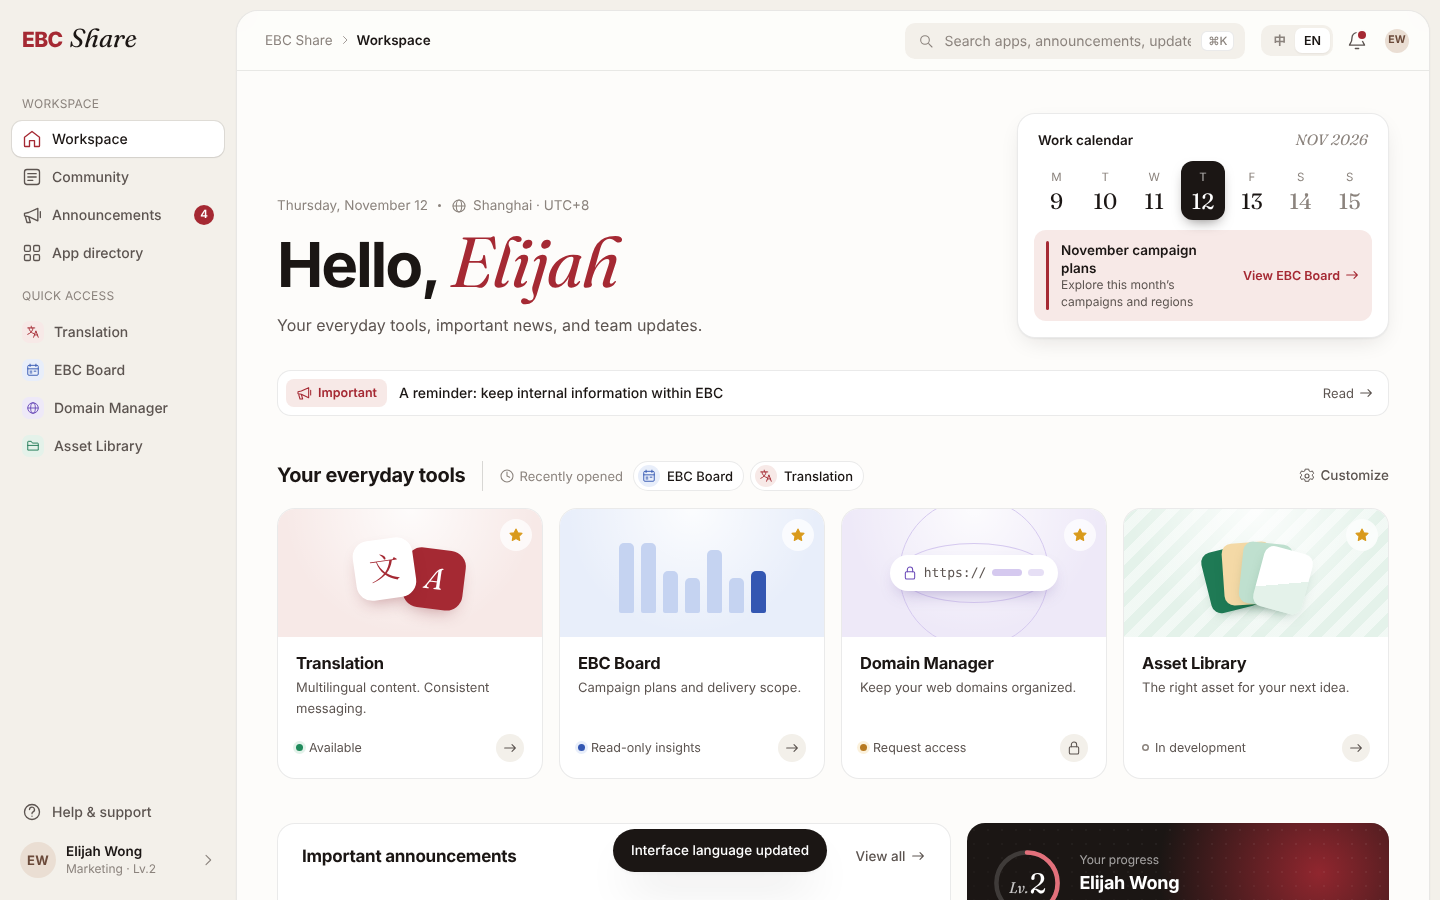 EBC Share
WORKSPACE
Workspace
Community
Announcements
4
App directory
QUICK ACCESS
Translation
EBC Board
Domain Manager
Asset Library
Help & support
EW
Elijah Wong
Marketing · Lv.2
EBC Share
Workspace
Search apps, announcements, update
⌘K
中
EN
EW
Thursday, November 12 • Shanghai · UTC+8
Hello, Elijah
Your everyday tools, important news, and team updates.
Work calendar
NOV 2026
M T W T F S S
9 10 11 12 13 14 15
November campaign
plans
Explore this month's
campaigns and regions
View EBC Board →
Important
A reminder: keep internal information within EBC
Read →
Your everyday tools
Recently opened
EBC Board
Translation
Customize
文 A
Translation
Multilingual content. Consistent
messaging.
Available
EBC Board
Campaign plans and delivery scope.
Read-only insights
https://
Domain Manager
Keep your web domains organized.
Request access
Asset Library
The right asset for your next idea.
In development
Important announcements
View all →
Interface language updated
Lv.2
Your progress
Elijah Wong